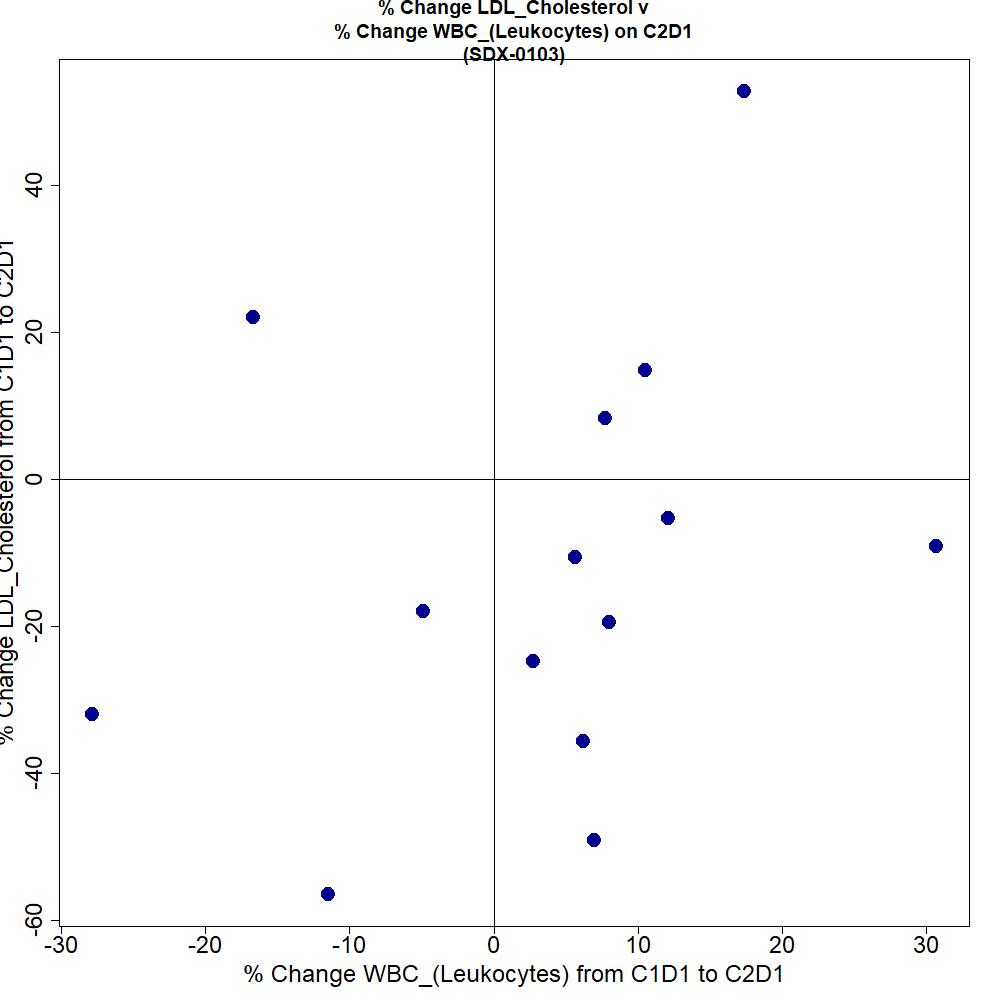 % Change LDL_Cholesterol v
% Change WBC_(Leukocytes) on C2D1
(SDX-0103)
% Change LDL_Cholesterol from C1D1 to C2D1
40
20
0
-20
-40
-60
-30
-20
-10
0
10
20
30
% Change WBC_(Leukocytes) from C1D1 to C2D1